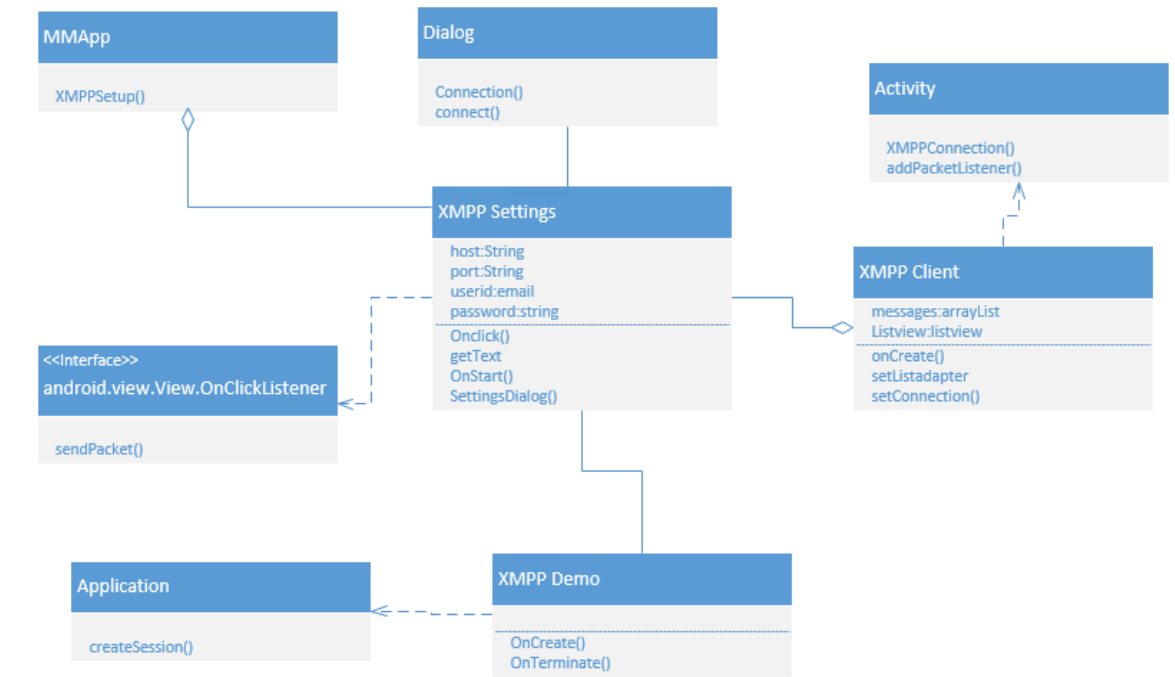 MMApp
XMPPSetup()
Dialog
Connection()
connect()
Activity
XMPPConnection()
addPacketListener()
XMPP Settings
host:String
port:String
userid:email
password:string
Onclick()
getText
OnStart()
SettingsDialog()
XMPP Client
messages:arrayList
Listview:listview
onCreate()
setListadapter
setConnection()
<<Interface>>
android.view.View.OnClickListener
sendPacket()
Application
createSession()
XMPP Demo
OnCreate()
OnTerminate()